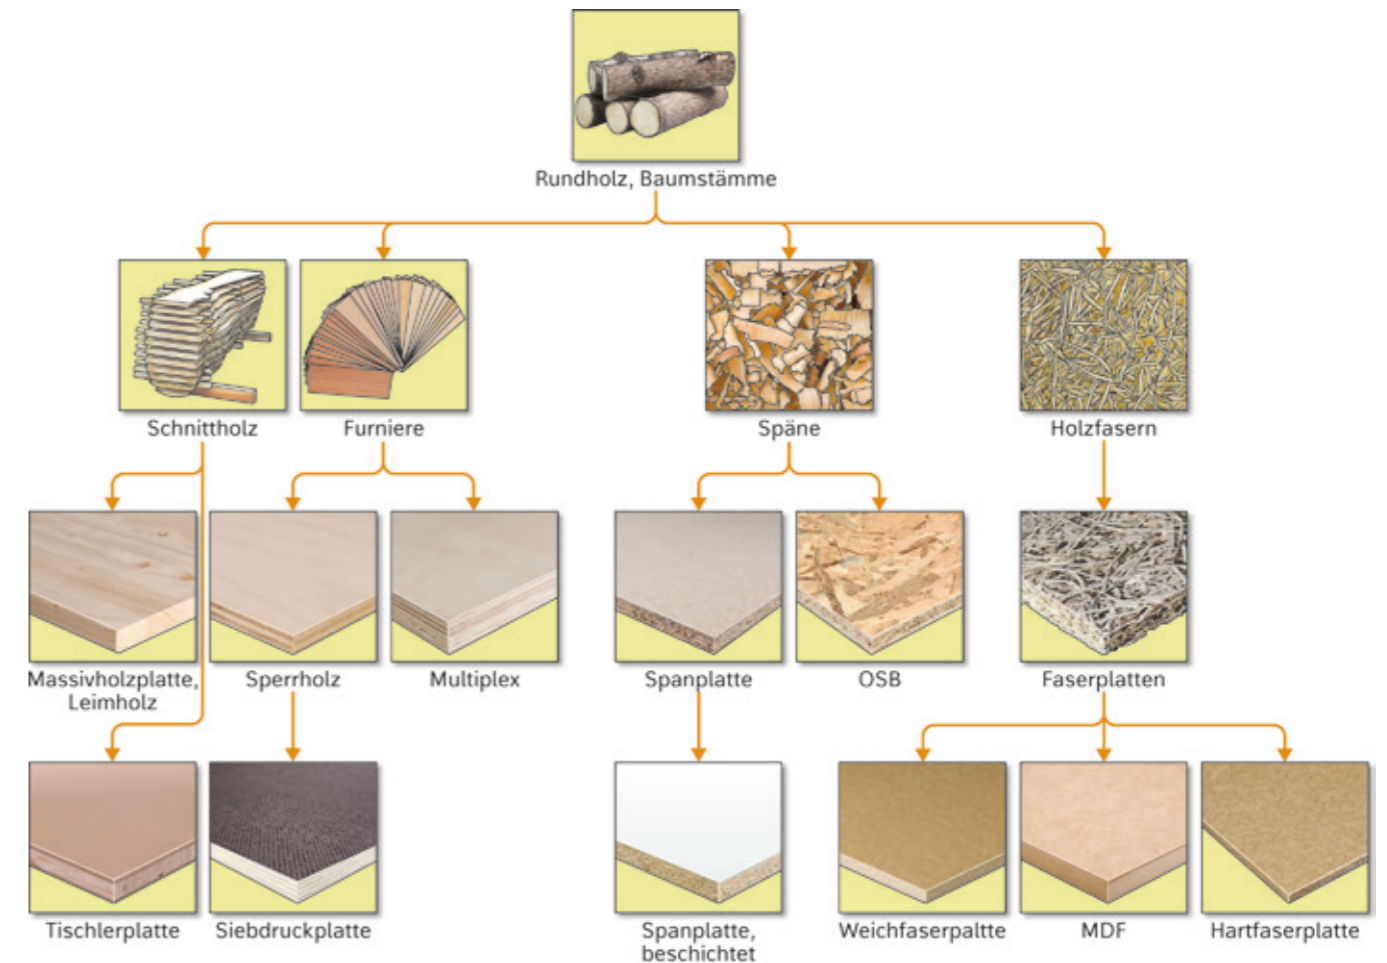 Rundholz, Baumstämme
Schnittholz
Furniere
Späne
Holzfasern
Massivholzplatte,
Leimholz
Sperrholz
Multiplex
Spanplatte
OSB
Faserplatten
Tischlerplatte
Siebdruckplatte
Spanplatte,
beschichtet
Weichfaserpaltte
MDF
Hartfaserplatte